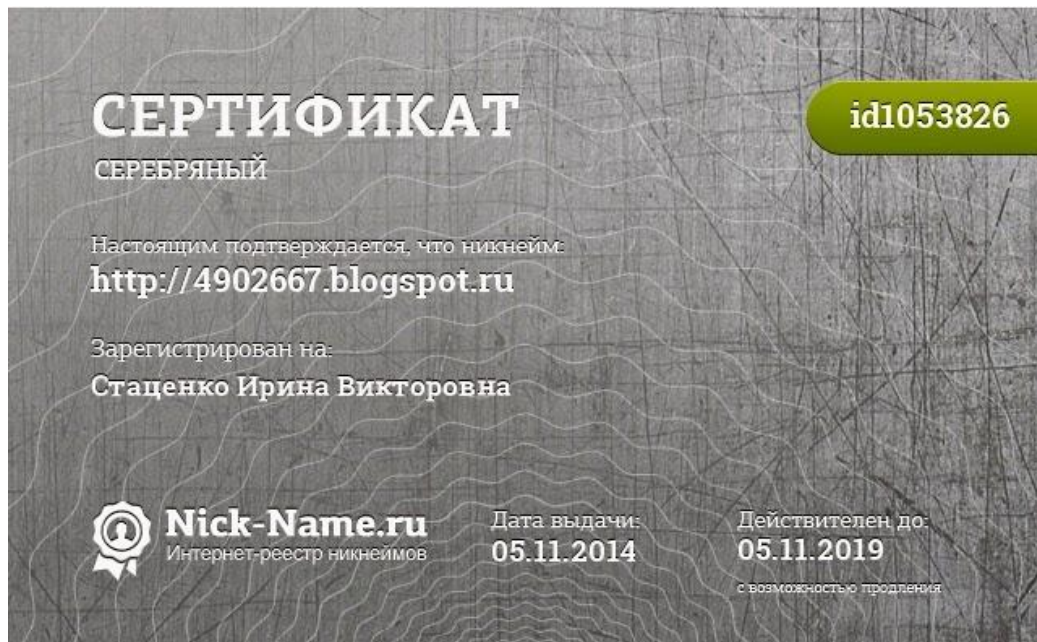 СЕРТИФИКАТ
id1053826
СЕРЕБРЯНЫЙ
Настоящим подтверждается, что никнейм:
http://4902667.blogspot.ru
Зарегистрирован на:
Стаценко Ирина Викторовна
Nick-Name.ru
Интернет-реестр никнеймов
Дата выдачи:
05.11.2014
Действителен до:
05.11.2019
с возможностью продления